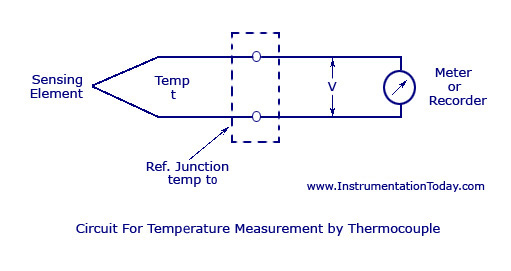 Sensing
Element
Temp
t
V
Meter
or
Recorder
Ref. Junction
temp t0
www.InstrumentationToday.com
Circuit For Temperature Measurement by Thermocouple